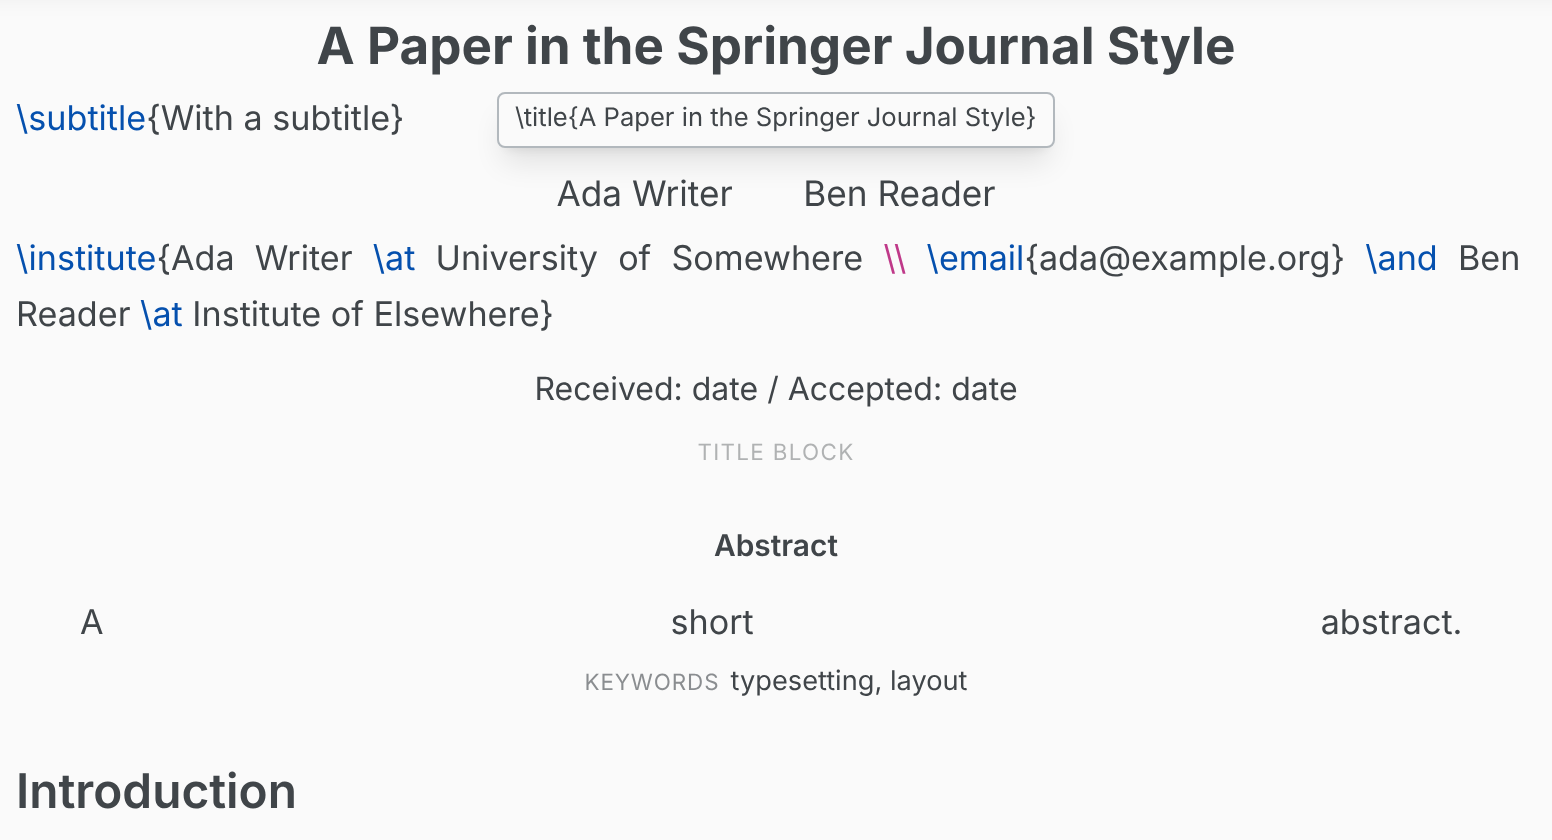 A Paper in the Springer Journal Style
\subtitle{With a subtitle}
\title{A Paper in the Springer Journal Style}
Ada Writer Ben Reader
\institute{Ada Writer \at University of Somewhere \\ \email{ada@example.org} \and Ben
Reader \at Institute of Elsewhere}
Received: date / Accepted: date
TITLE BLOCK
Abstract
A short abstract.
KEYWORDS typesetting, layout
Introduction